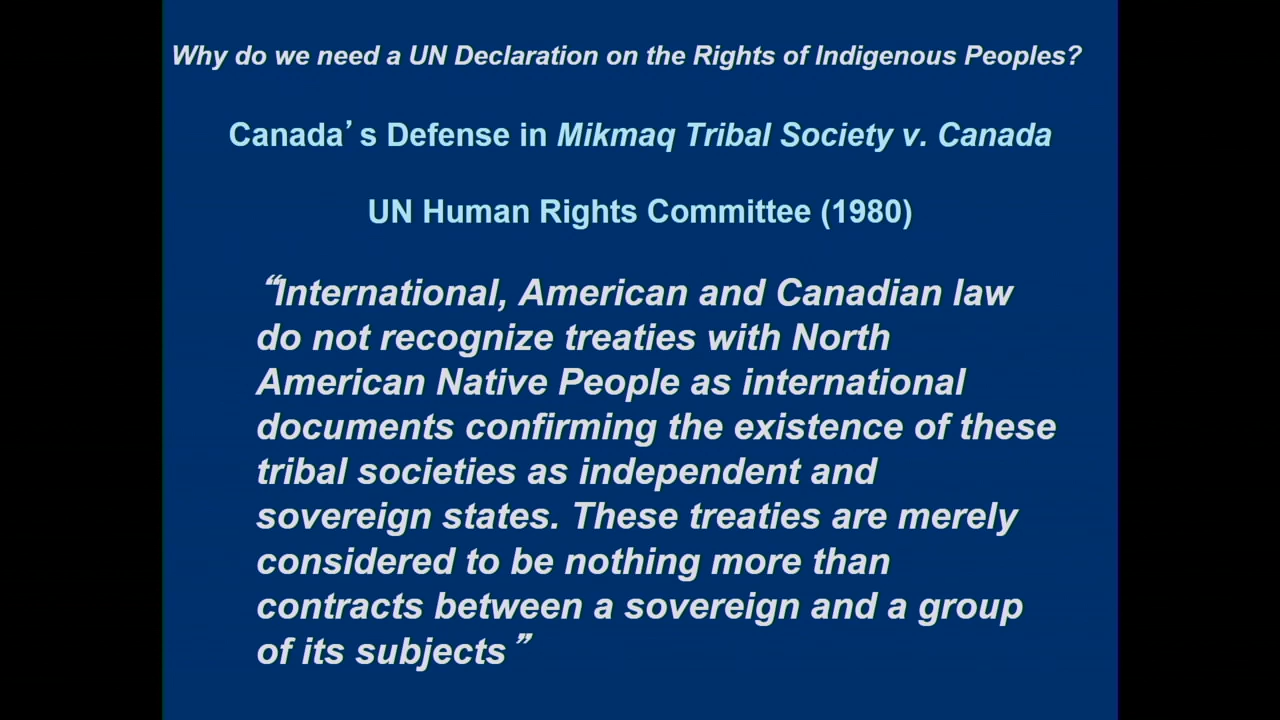 Why do we need a UN Declaration on the Rights of Indigenous Peoples?
Canada’s Defense in Mikmaq Tribal Society v. Canada
UN Human Rights Committee (1980)
“International, American and Canadian law
do not recognize treaties with North
American Native People as international
documents confirming the existence of these
tribal societies as independent and
sovereign states. These treaties are merely
considered to be nothing more than
contracts between a sovereign and a group
of its subjects”